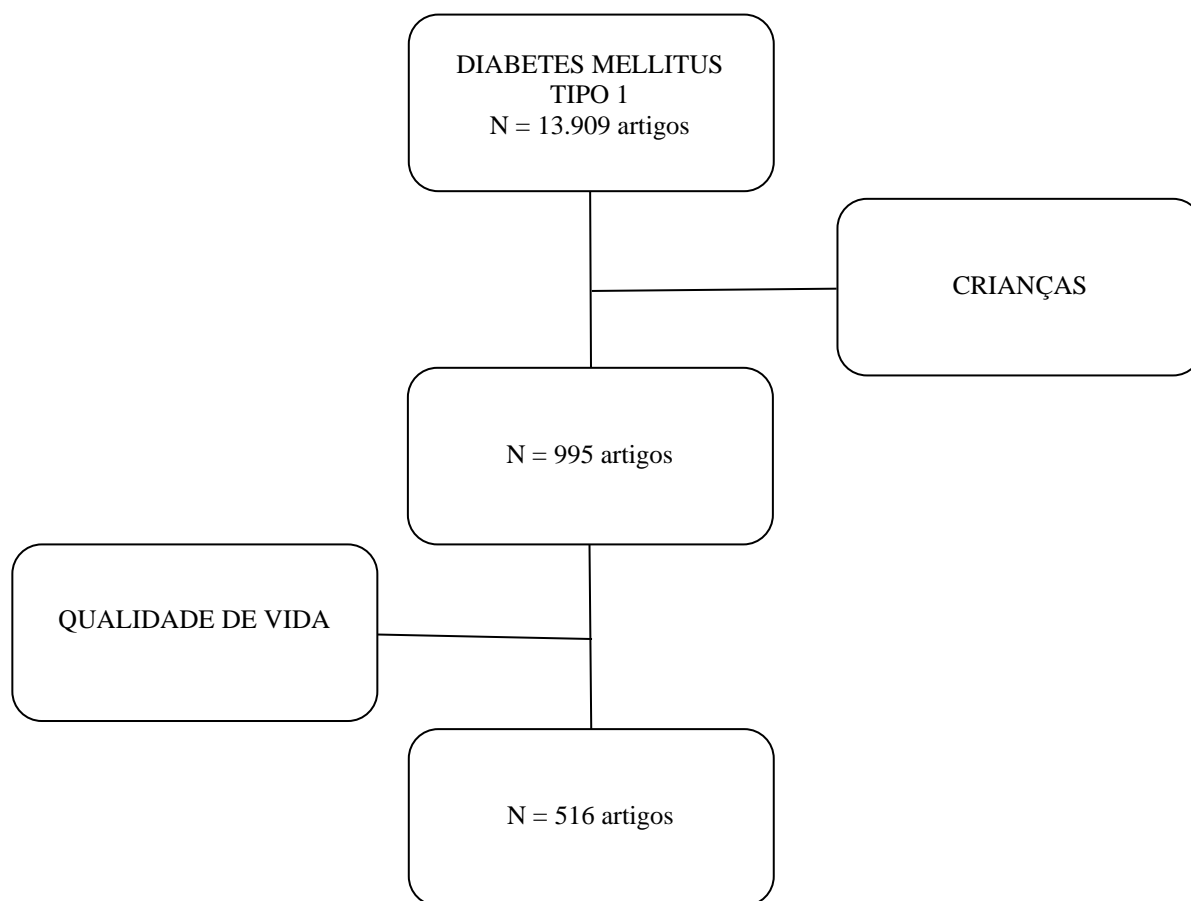 DIABETES MELLITUS
TIPO 1
N = 13.909 artigos
CRIANÇAS
N = 995 artigos
QUALIDADE DE VIDA
N = 516 artigos